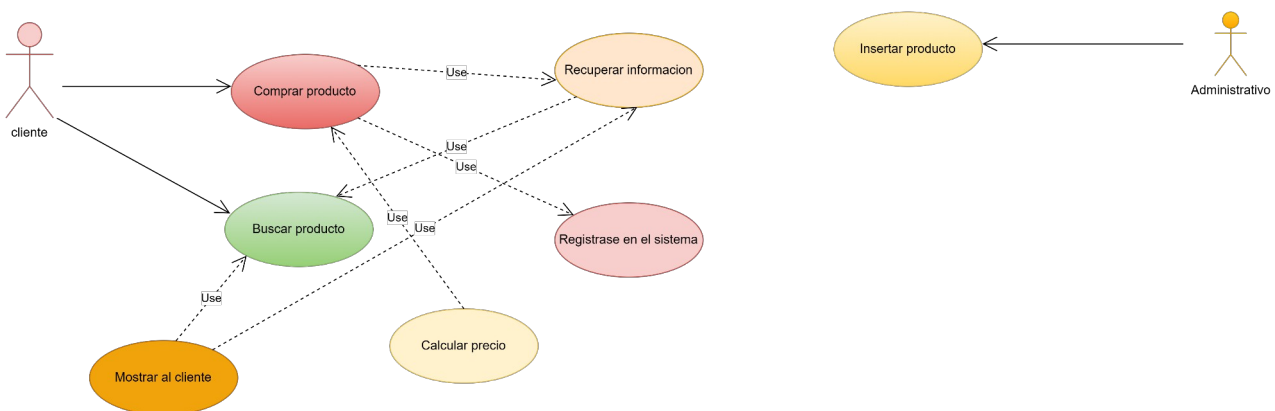 Insertar producto
Recuperar informacion
Use
Comprar producto
Administrativo
cliente
Use
Use
Buscar producto
Use
Use
Registrase en el sistema
Use
Calcular precio
Mostrar al cliente